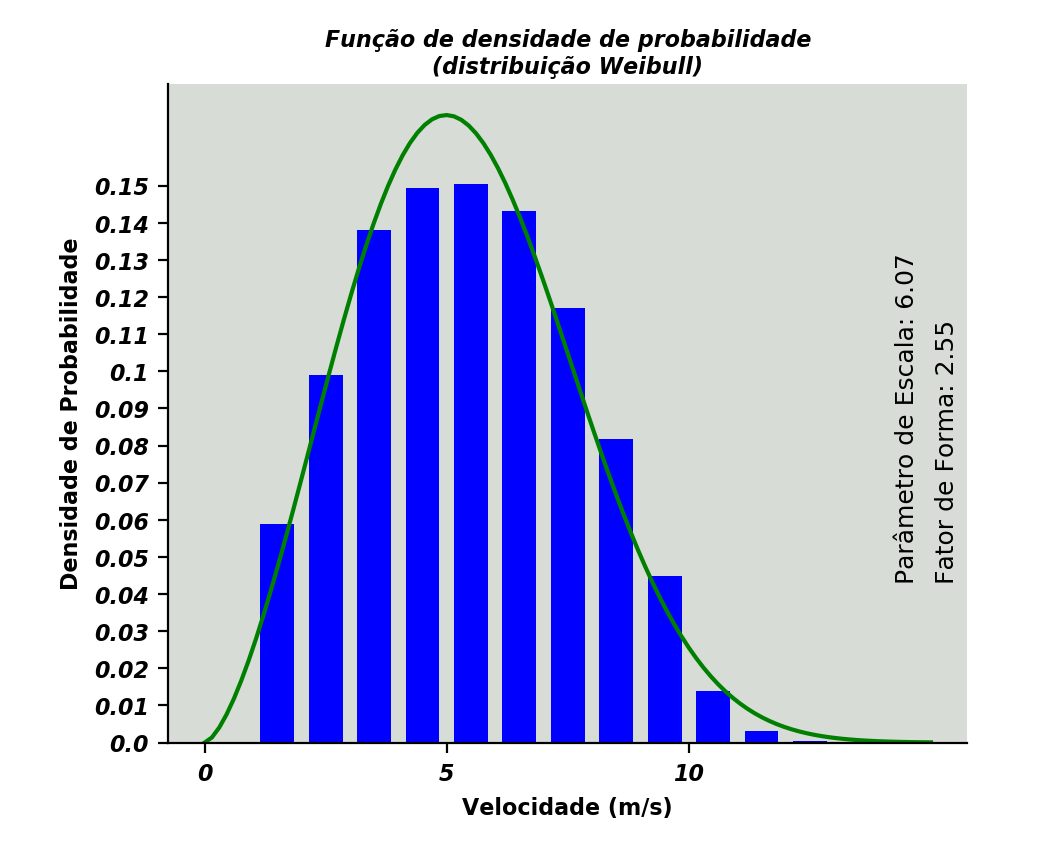 Função de densidade de probabilidade
(distribuição Weibull)
Densidade de Probabilidade
0.15
0.14
0.13
0.12
0.11
0.1
0.09
0.08
0.07
0.06
0.05
0.04
0.03
0.02
0.01
0.0
0 5 10
Velocidade (m/s)
Parâmetro de Escala: 6.07
Fator de Forma: 2.55